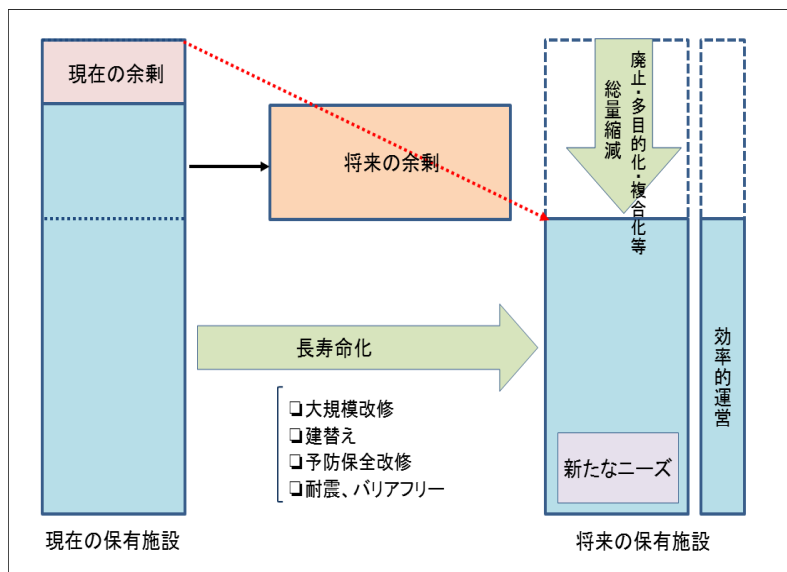 現在の余剰
将来の余剰
総量縮減
廃止・多目的化・複合化等
長寿命化
❏大規模改修
❏建替え
❏予防保全改修
❏耐震、バリアフリー
新たなニーズ
効率的運営
現在の保有施設
将来の保有施設